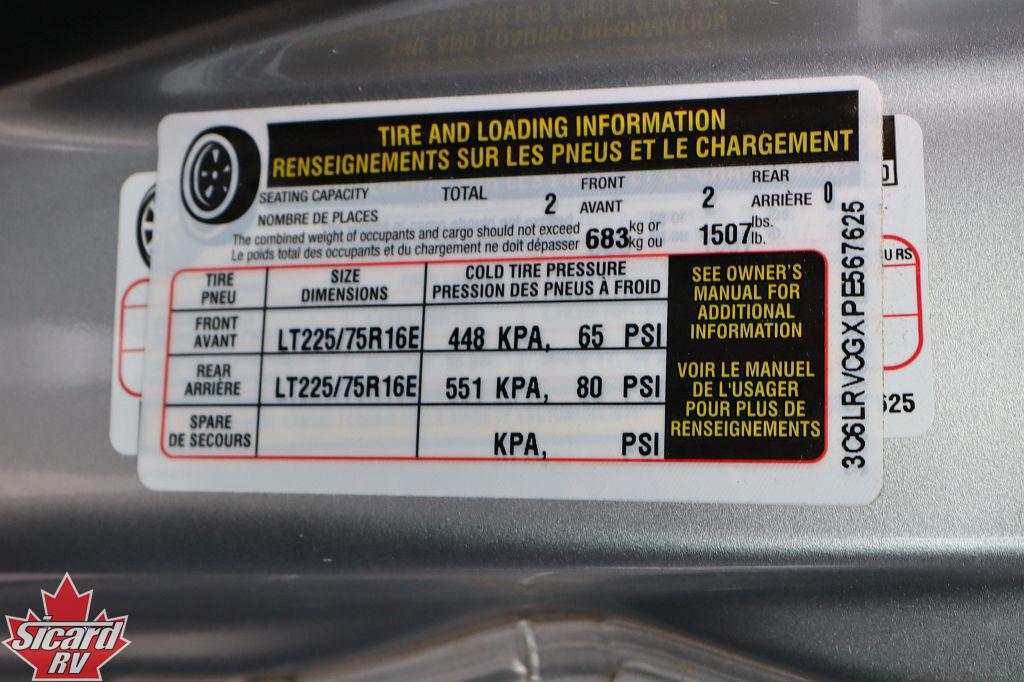 TIRE AND LOADING INFORMATION
RENSEIGNEMENTS SUR LES PNEUS ET LE CHARGEMENT
SEATING CAPACITY
NOMBRE DE PLACES
TOTAL 2
FRONT
AVANT
2
REAR
ARRIÈRE
0
The combined weight of occupants and cargo should not exceed
Le poids total des occupants et du chargement ne doit dépasser
683
kg or
kg ou
1507
lbs.
lb.
TIRE
PNEU
SIZE
DIMENSIONS
COLD TIRE PRESSURE
PRESSION DES PNEUS À FROID
FRONT
AVANT
LT225/75R16E
448 KPA, 65 PSI
REAR
ARRIÈRE
LT225/75R16E
551 KPA, 80 PSI
SPARE
DE SECOURS
KPA, PSI
SEE OWNER'S
MANUAL FOR
ADDITIONAL
INFORMATION
VOIR LE MANUEL
DE L'USAGER
POUR PLUS DE
RENSEIGNEMENTS
3C6LRVCGXPE567625
Sicard
RV